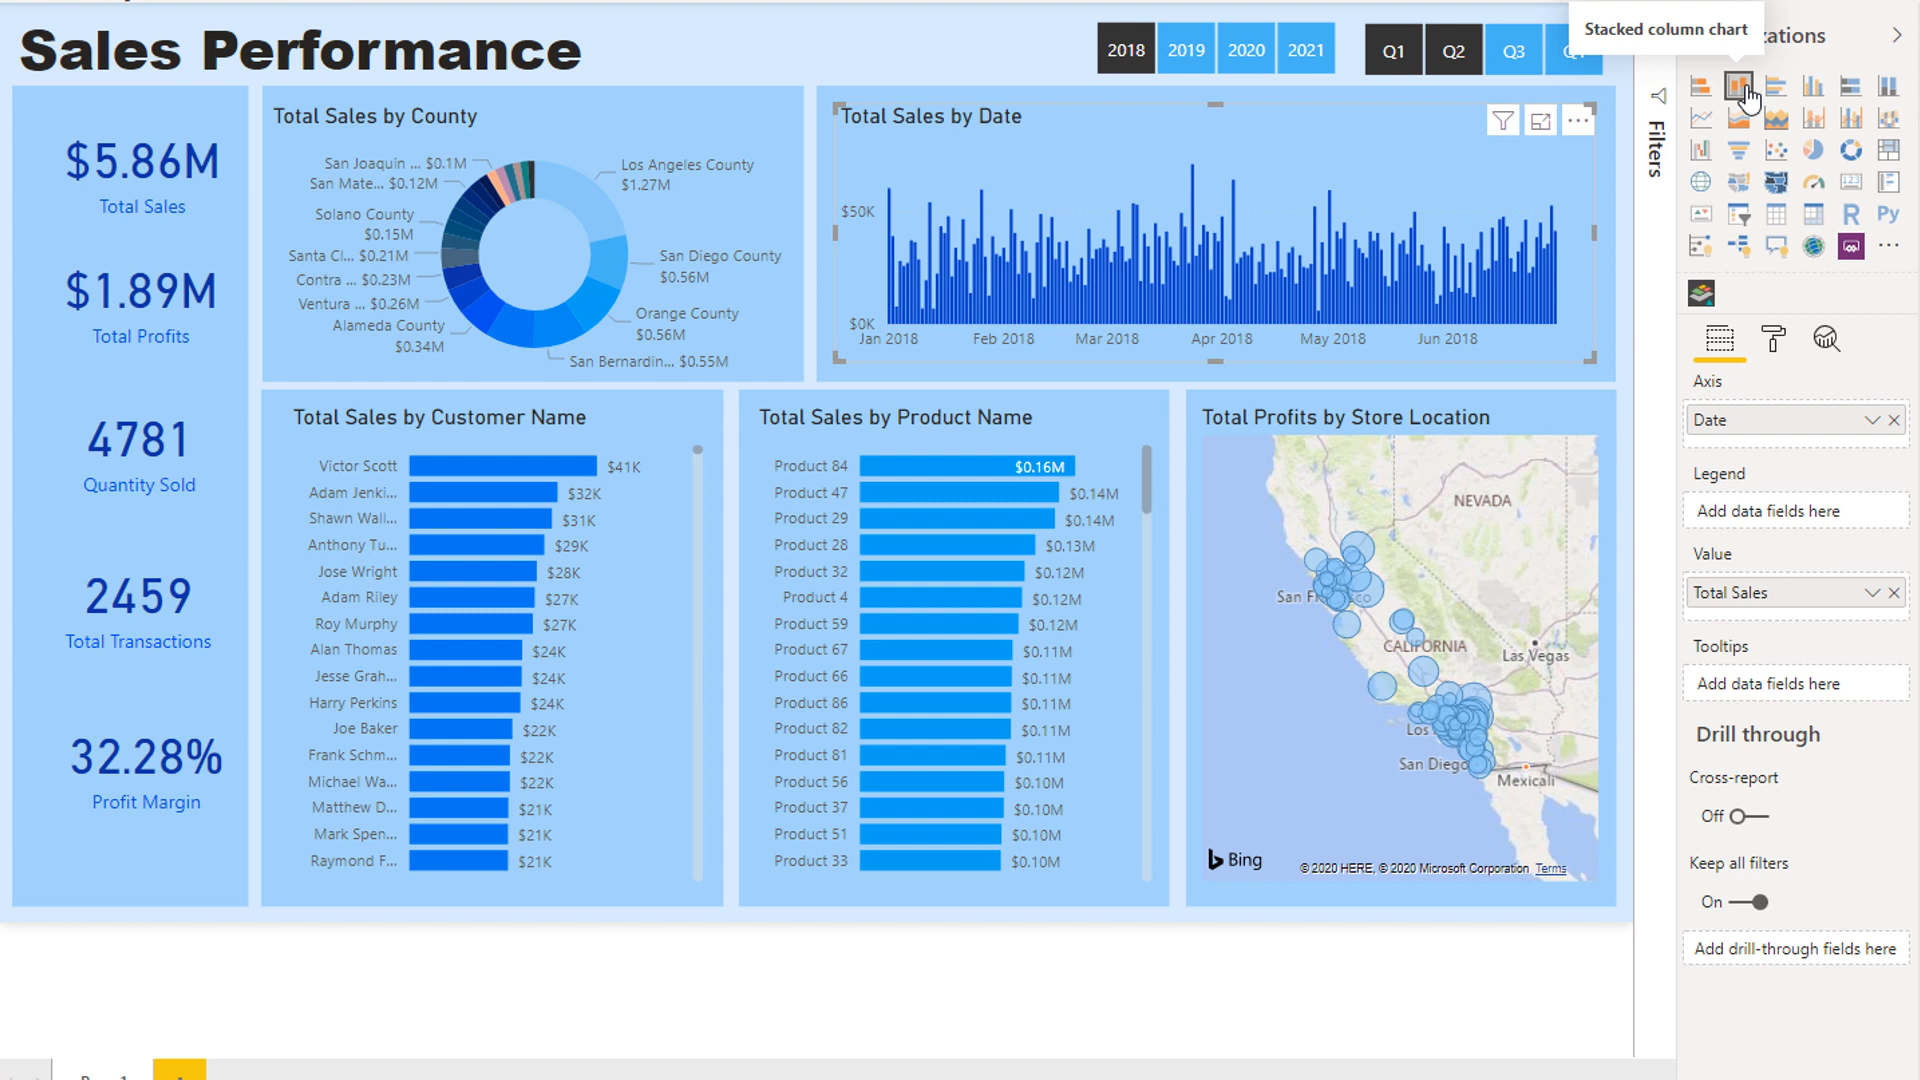 Sales Performance
2018 2019 2020 2021
Q1 Q2 Q3
Stacked column chart
zations
Filters
$5.86M
Total Sales
$1.89M
Total Profits
4781
Quantity Sold
2459
Total Transactions
32.28%
Profit Margin
Total Sales by County
San Joaquin ... $0.1M
San Mate... $0.12M
Solano County
$0.15M
Santa Cl... $0.21M
Contra ... $0.23M
Ventura ... $0.26M
Alameda County
$0.34M
Los Angeles County
$1.27M
San Diego County
$0.56M
Orange County
$0.56M
San Bernardin... $0.55M
Total Sales by Date
$50K
$0K
Jan 2018 Feb 2018 Mar 2018 Apr 2018 May 2018 Jun 2018
Total Sales by Customer Name
Victor Scott $41K
Adam Jenki... $32K
Shawn Wall... $31K
Anthony Tu... $29K
Jose Wright $28K
Adam Riley $27K
Roy Murphy $27K
Alan Thomas $24K
Jesse Grah... $24K
Harry Perkins $24K
Joe Baker $22K
Frank Schm... $22K
Michael Wa... $22K
Matthew D... $21K
Mark Spen... $21K
Raymond F... $21K
Total Sales by Product Name
Product 84 $0.16M
Product 47 $0.14M
Product 29 $0.14M
Product 28 $0.13M
Product 32 $0.12M
Product 4 $0.12M
Product 59 $0.12M
Product 67 $0.11M
Product 66 $0.11M
Product 86 $0.11M
Product 82 $0.11M
Product 81 $0.11M
Product 56 $0.10M
Product 37 $0.10M
Product 51 $0.10M
Product 33 $0.10M
Total Profits by Store Location
NEVADA
San F co
CALIFORNIA
Las Vegas
Los
San Diego
Mexicali
Bing
© 2020 HERE, © 2020 Microsoft Corporation Terms
123
R Py
Axis
Date
Legend
Add data fields here
Value
Total Sales
Tooltips
Add data fields here
Drill through
Cross-report
Off
Keep all filters
On
Add drill-through fields here